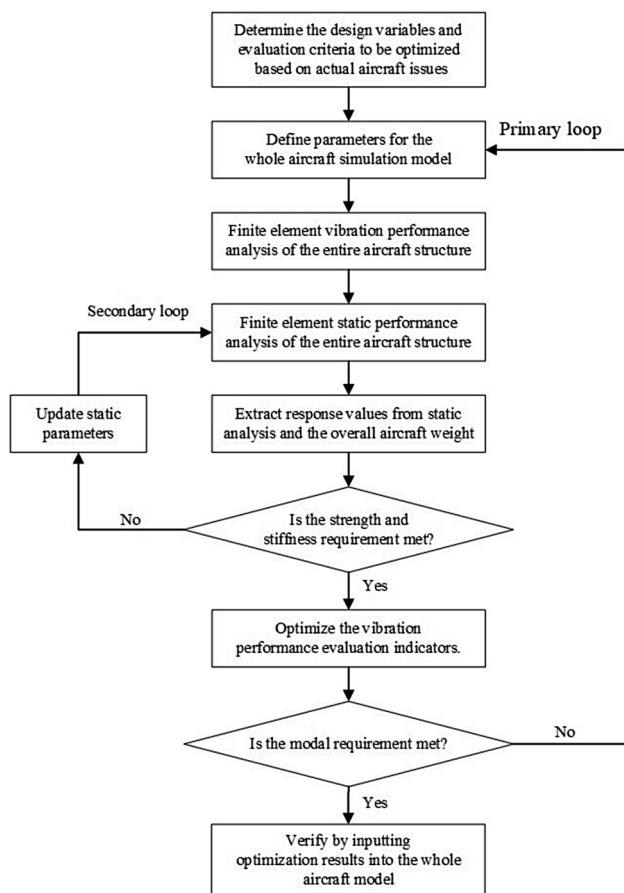 Determine the design variables and
evaluation criteria to be optimized
based on actual aircraft issues
Primary loop
Define parameters for the
whole aircraft simulation model
Finite element vibration performance
analysis of the entire aircraft structure
Secondary loop
Finite element static performance
analysis of the entire aircraft structure
Update static
parameters
Extract response values from static
analysis and the overall aircraft weight
No
Is the strength and
stiffness requirement met?
Yes
Optimize the vibration
performance evaluation indicators.
Is the modal requirement met?
No
Yes
Verify by inputting
optimization results into the whole
aircraft model